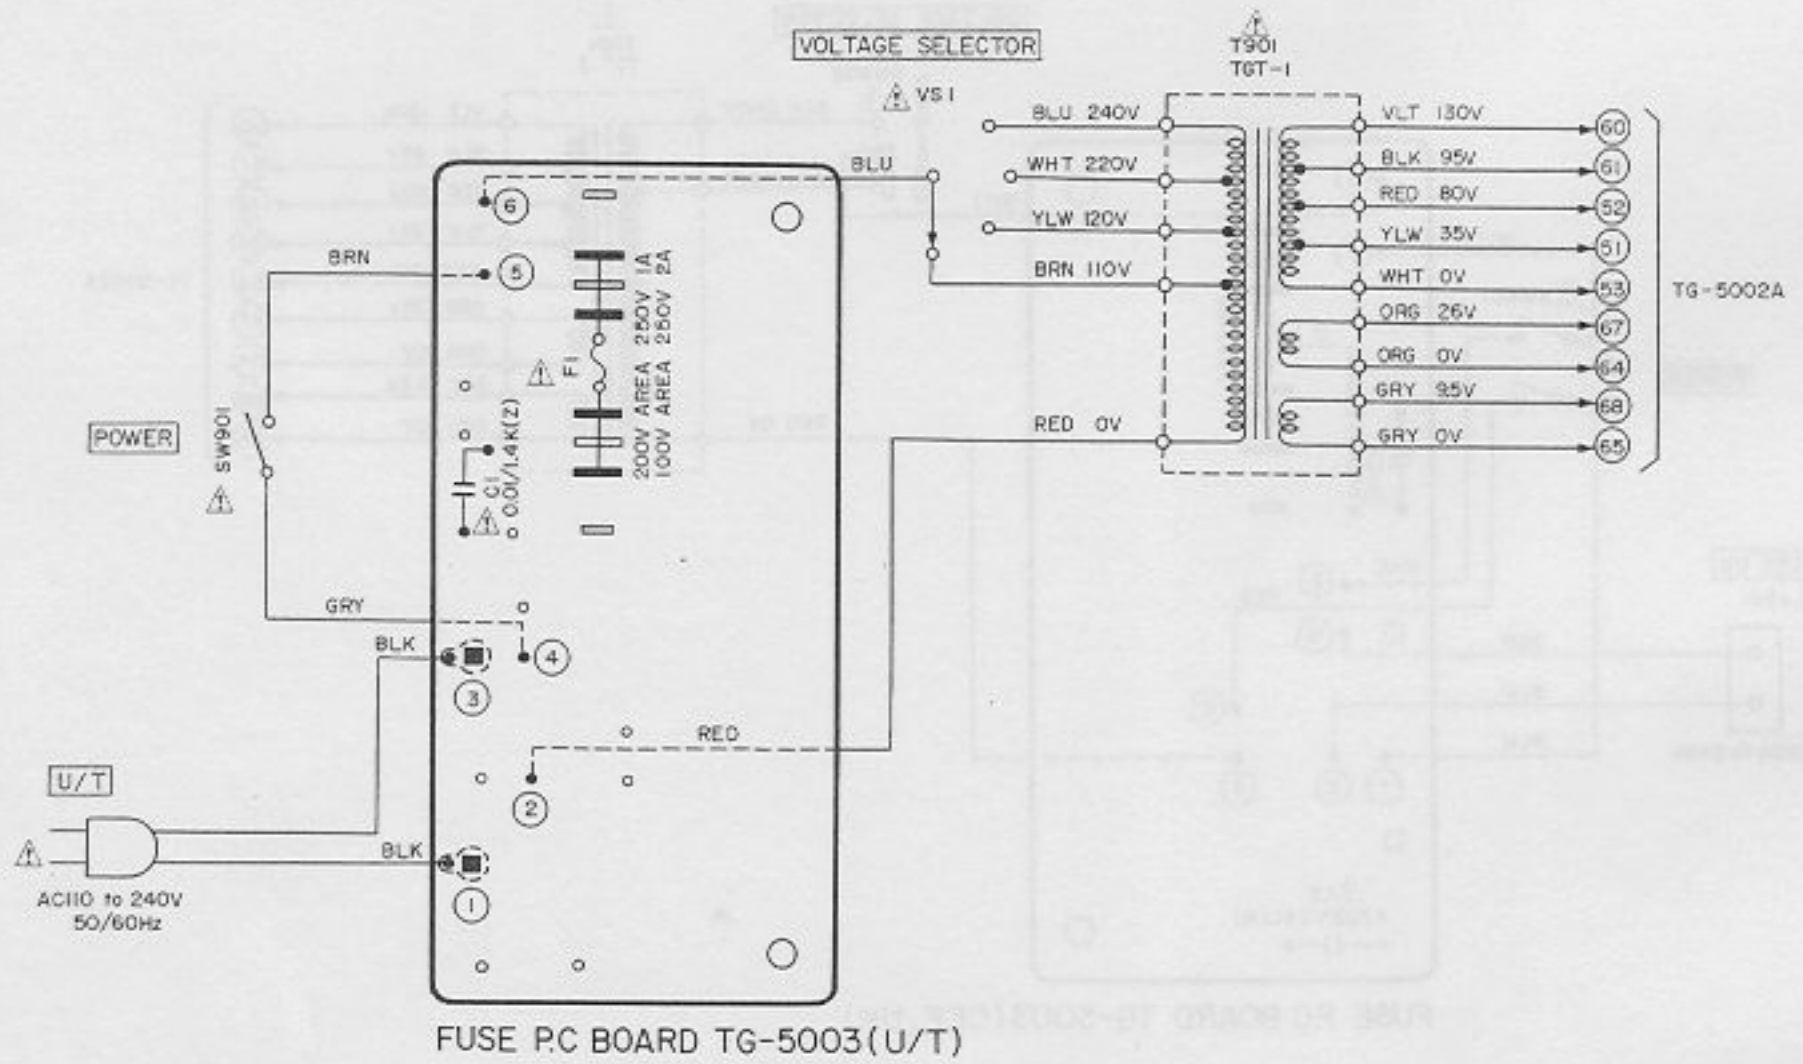 VOLTAGE SELECTOR
VS1
T901
TGT-1
BLU 240V
WHT 220V
YLW 120V
BRN 110V
RED 0V
VLT 130V
BLK 95V
RED 80V
YLW 35V
WHT 0V
ORG 26V
ORG 0V
GRY 9.5V
GRY 0V
60
61
52
51
53
67
64
68
65
TG-5002A
BLU
6
BRN
5
F1
200V AREA 250V 1A
100V AREA 250V 2A
C1
0.01/1.4K(Z)
POWER
SW901
GRY
BLK
4
3
RED
2
U/T
BLK
1
AC110 to 240V
50/60Hz
FUSE P.C BOARD TG-5003(U/T)